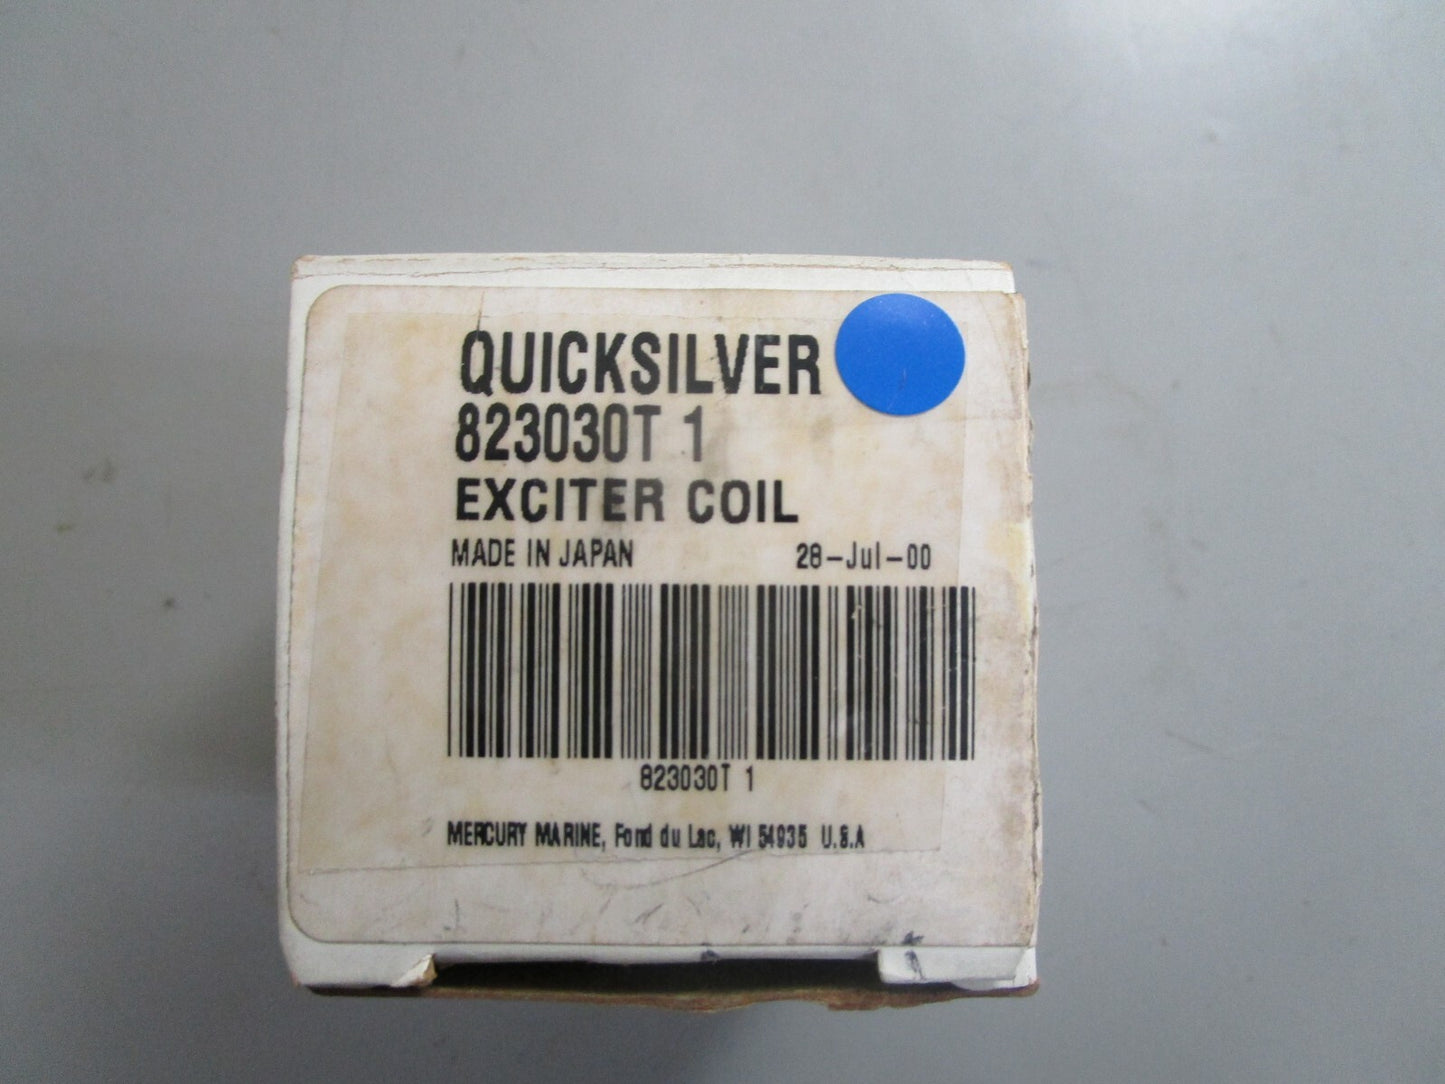 QUICKSILVER
823030T 1
EXCITER COIL
MADE IN JAPAN 28-Jul-00
823030T 1
MERCURY MARINE, Fond du Lac, WI 54935 U.S.A